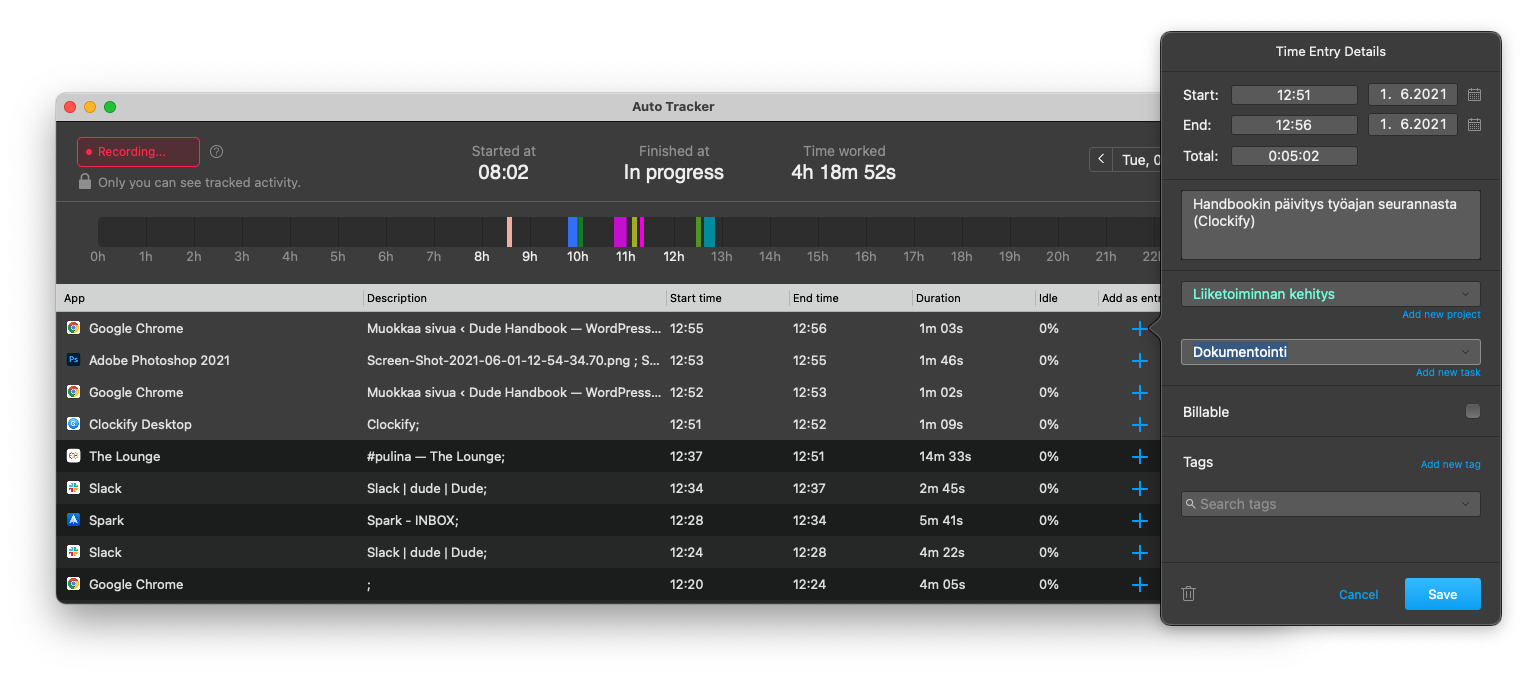 Auto Tracker
Recording...
Only you can see tracked activity.
Started at
08:02
Finished at
In progress
Time worked
4h 18m 52s
Tue, 0
0h 1h 2h 3h 4h 5h 6h 7h 8h 9h 10h 11h 12h 13h 14h 15h 16h 17h 18h 19h 20h 21h 22h
App Description Start time End time Duration Idle Add as entr
Google Chrome Muokkaa sivua ‹ Dude Handbook — WordPress... 12:55 12:56 1m 03s 0%
Ps Adobe Photoshop 2021 Screen-Shot-2021-06-01-12-54-34.70.png ; S... 12:53 12:55 1m 46s 0%
Google Chrome Muokkaa sivua ‹ Dude Handbook — WordPress... 12:52 12:53 1m 02s 0%
Clockify Desktop Clockify; 12:51 12:52 1m 09s 0%
The Lounge #pulina — The Lounge; 12:37 12:51 14m 33s 0%
Slack Slack | dude | Dude; 12:34 12:37 2m 45s 0%
Spark Spark - INBOX; 12:28 12:34 5m 41s 0%
Slack Slack | dude | Dude; 12:24 12:28 4m 22s 0%
Google Chrome ; 12:20 12:24 4m 05s 0%
Time Entry Details
Start: 12:51 1. 6.2021
End: 12:56 1. 6.2021
Total: 0:05:02
Handbookin päivitys työajan seurannasta
(Clockify)
Liiketoiminnan kehitys
Add new project
Dokumentointi
Add new task
Billable
Tags
Add new tag
Search tags
Cancel
Save